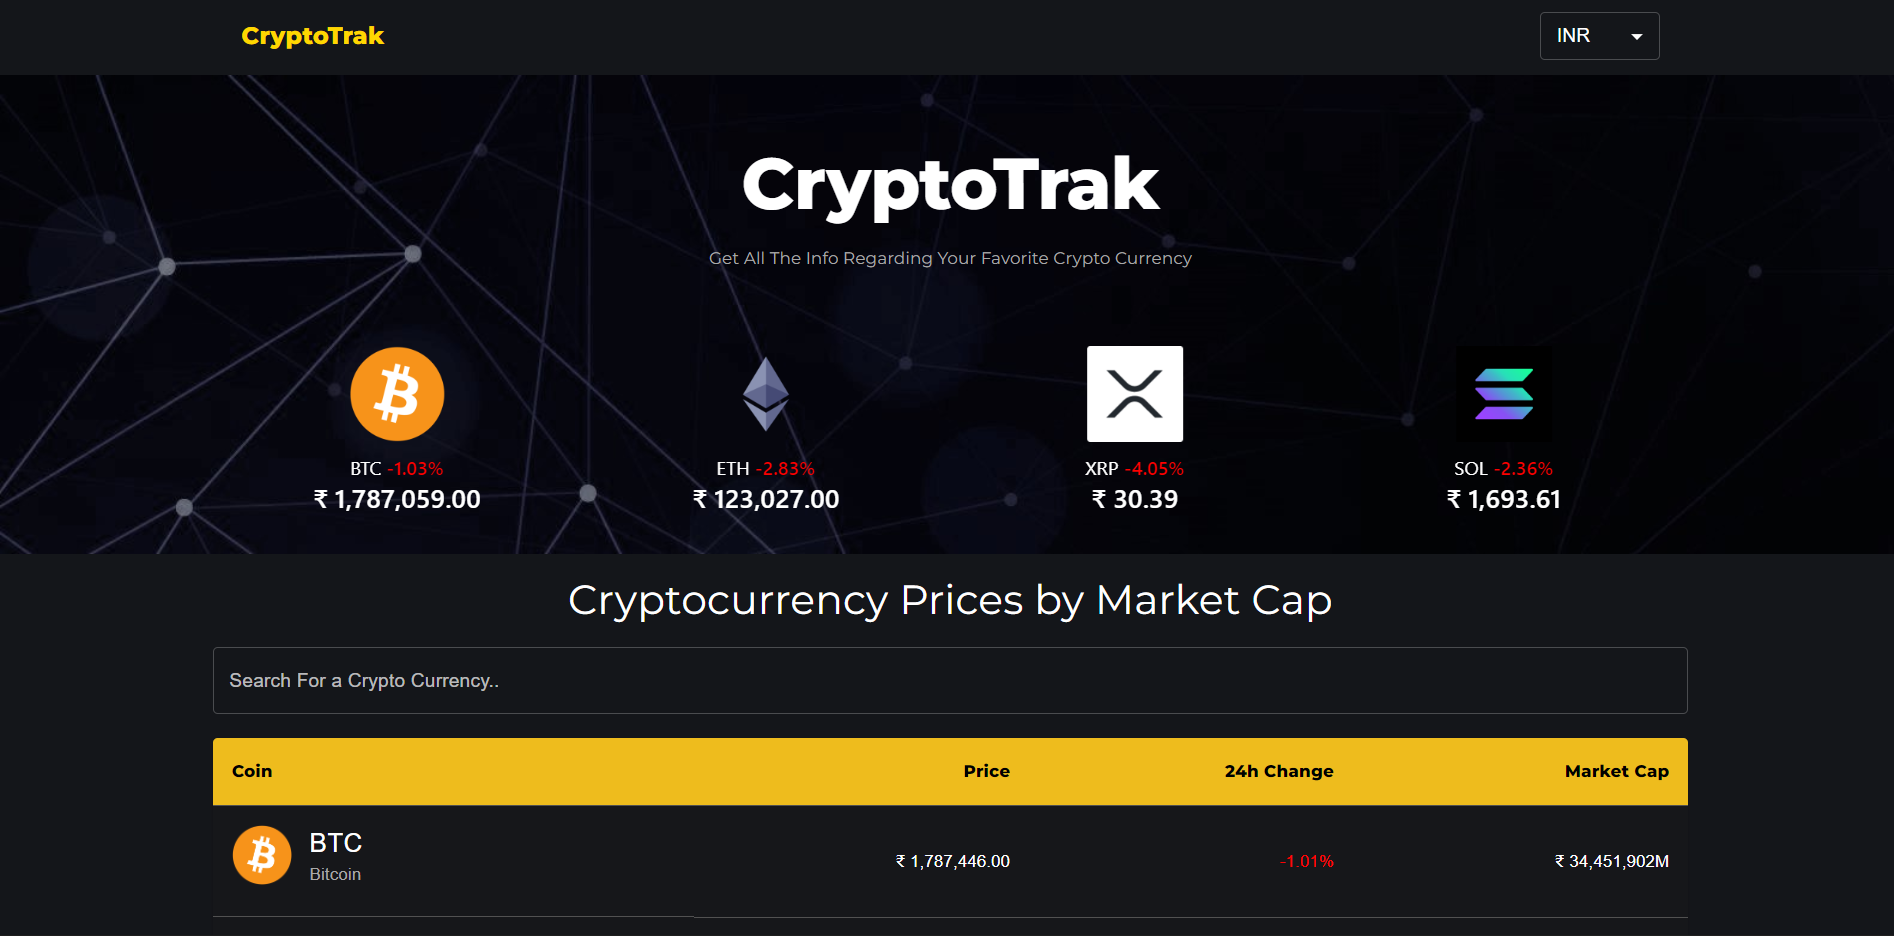 CryptoTrak
INR
CryptoTrak
Get All The Info Regarding Your Favorite Crypto Currency
BTC -1.03%
₹ 1,787,059.00
ETH -2.83%
₹ 123,027.00
XRP -4.05%
₹ 30.39
SOL -2.36%
₹ 1,693.61
Cryptocurrency Prices by Market Cap
Search For a Crypto Currency..
Coin Price 24h Change Market Cap
BTC
Bitcoin
₹ 1,787,446.00 -1.01% ₹ 34,451,902M